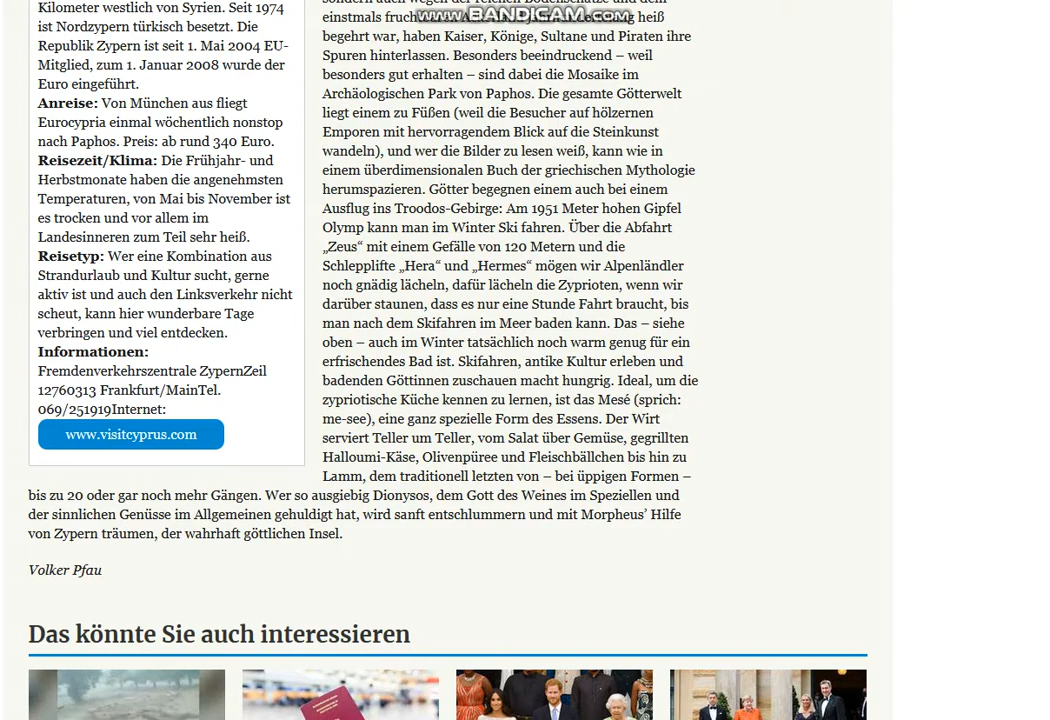 Kilometer westlich von Syrien. Seit 1974
ist Nordzypern türkisch besetzt. Die
Republik Zypern ist seit 1. Mai 2004 EU-
Mitglied, zum 1. Januar 2008 wurde der
Euro eingeführt.
Anreise: Von München aus fliegt
Eurocypria einmal wöchentlich nonstop
nach Paphos. Preis: ab rund 340 Euro.
Reisezeit/Klima: Die Frühjahr- und
Herbstmonate haben die angenehmsten
Temperaturen, von Mai bis November ist
es trocken und vor allem im
Landesinneren zum Teil sehr heiß.
Reisetyp: Wer eine Kombination aus
Strandurlaub und Kultur sucht, gerne
aktiv ist und auch den Linksverkehr nicht
scheut, kann hier wunderbare Tage
verbringen und viel entdecken.
Informationen:
Fremdenverkehrszentrale ZypernZeil
12760313 Frankfurt/MainTel.
069/251919Internet:
www.visitcyprus.com
www.BANDICAM.com
einstmals heiß
begehrt war, haben Kaiser, Könige, Sultane und Piraten ihre
Spuren hinterlassen. Besonders beeindruckend – weil
besonders gut erhalten – sind dabei die Mosaike im
Archäologischen Park von Paphos. Die gesamte Götterwelt
liegt einem zu Füßen (weil die Besucher auf hölzernen
Emporen mit hervorragendem Blick auf die Steinkunst
wandeln), und wer die Bilder zu lesen weiß, kann wie in
einem überdimensionalen Buch der griechischen Mythologie
herumspazieren. Götter begegnen einem auch bei einem
Ausflug ins Troodos-Gebirge: Am 1951 Meter hohen Gipfel
Olymp kann man im Winter Ski fahren. Über die Abfahrt
„Zeus“ mit einem Gefälle von 120 Metern und die
Schlepplifte „Hera“ und „Hermes“ mögen wir Alpenländler
noch gnädig lächeln, dafür lächeln die Zyprioten, wenn wir
darüber staunen, dass es nur eine Stunde Fahrt braucht, bis
man nach dem Skifahren im Meer baden kann. Das – siehe
oben – auch im Winter tatsächlich noch warm genug für ein
erfrischendes Bad ist. Skifahren, antike Kultur erleben und
badenden Göttinnen zuschauen macht hungrig. Ideal, um die
zypriotische Küche kennen zu lernen, ist das Mesé (sprich:
me-see), eine ganz spezielle Form des Essens. Der Wirt
serviert Teller um Teller, vom Salat über Gemüse, gegrillten
Halloumi-Käse, Olivenpüree und Fleischbällchen bis hin zu
Lamm, dem traditionell letzten von – bei üppigen Formen –
bis zu 20 oder gar noch mehr Gängen. Wer so ausgiebig Dionysos, dem Gott des Weines im Speziellen und
der sinnlichen Genüsse im Allgemeinen gehuldigt hat, wird sanft entschlummern und mit Morpheus’ Hilfe
von Zypern träumen, der wahrhaft göttlichen Insel.
Volker Pfau
Das könnte Sie auch interessieren